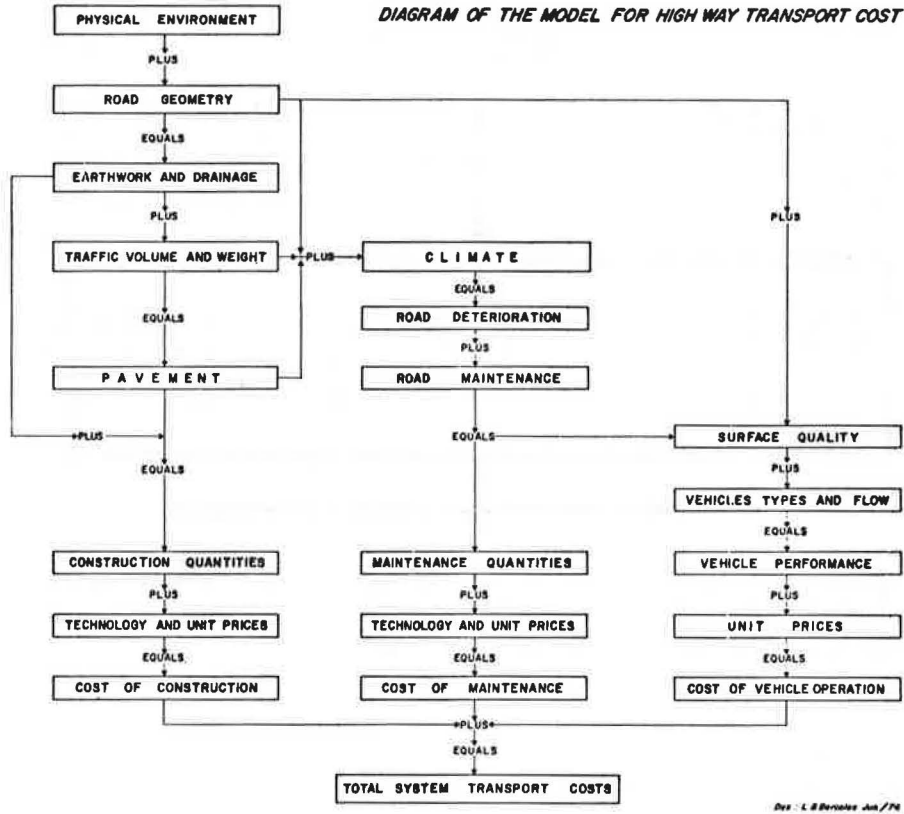 DIAGRAM OF THE MODEL FOR HIGH WAY TRANSPORT COST
PHYSICAL ENVIRONMENT
PLUS
ROAD GEOMETRY
EQUALS
EARTHWORK AND DRAINAGE
PLUS
PLUS
TRAFFIC VOLUME AND WEIGHT
PLUS
CLIMATE
EQUALS
EQUALS
ROAD DETERIORATION
PLUS
PAVEMENT
ROAD MAINTENANCE
PLUS
EQUALS
SURFACE QUALITY
EQUALS
PLUS
VEHICLES TYPES AND FLOW
EQUALS
CONSTRUCTION QUANTITIES
MAINTENANCE QUANTITIES
VEHICLE PERFORMANCE
PLUS
PLUS
PLUS
TECHNOLOGY AND UNIT PRICES
TECHNOLOGY AND UNIT PRICES
UNIT PRICES
EQUALS
EQUALS
EQUALS
COST OF CONSTRUCTION
COST OF MAINTENANCE
COST OF VEHICLE OPERATION
PLUS
EQUALS
TOTAL SYSTEM TRANSPORT COSTS